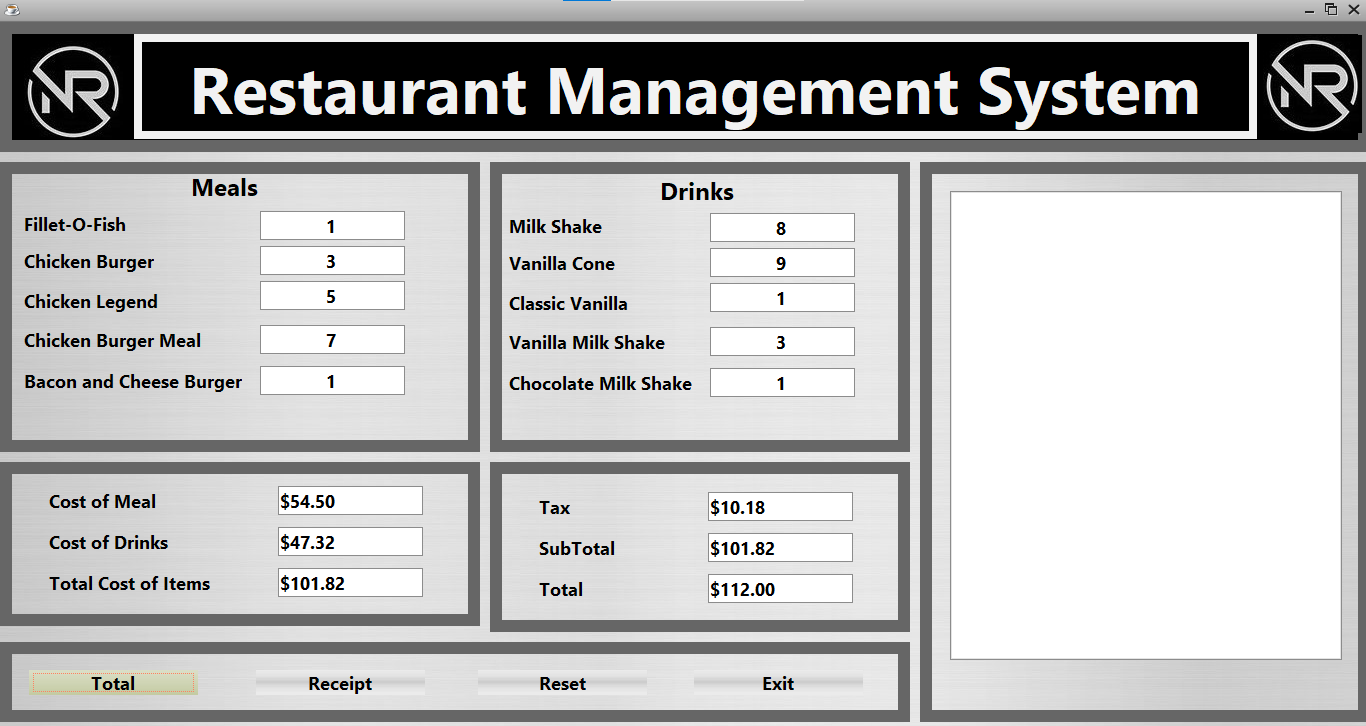 NR
Restaurant Management System
NR
Meals
Fillet-O-Fish 1
Chicken Burger 3
Chicken Legend 5
Chicken Burger Meal 7
Bacon and Cheese Burger 1
Drinks
Milk Shake 8
Vanilla Cone 9
Classic Vanilla 1
Vanilla Milk Shake 3
Chocolate Milk Shake 1
Cost of Meal $54.50
Cost of Drinks $47.32
Total Cost of Items $101.82
Tax $10.18
SubTotal $101.82
Total $112.00
Total Receipt Reset Exit